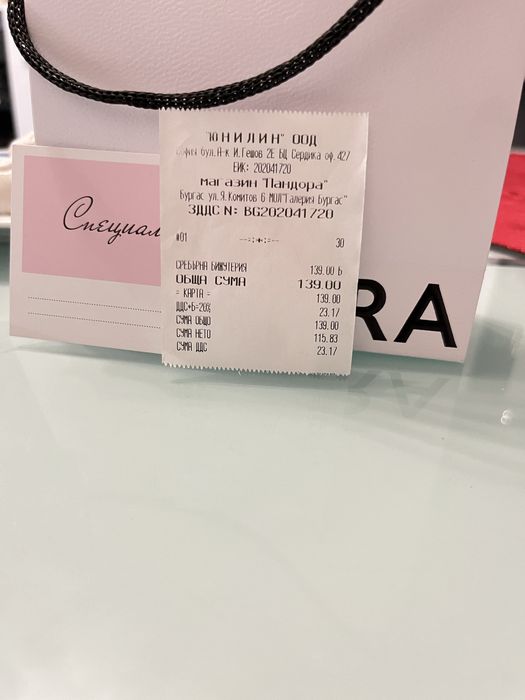 "ЮНИЛИН" ООД
София бул.А-к И.Гешов 2Е БЦ Сердика оф.427
ЕИК: 202041720
магазин "Пандора"
Бургас ул.Я.Комитов 6 МОЛ"Галерия Бургас"
ЗДДС N: BG202041720
#01 30
СРЕБЪРНА БИЖУТЕРИЯ 139.00 Б
ОБЩА СУМА 139.00
= КАРТА = 139.00
ДДС+Б=20% 23.17
СУМА ОБЩО 139.00
СУМА НЕТО 115.83
СУМА ДДС 23.17
Специал
RA